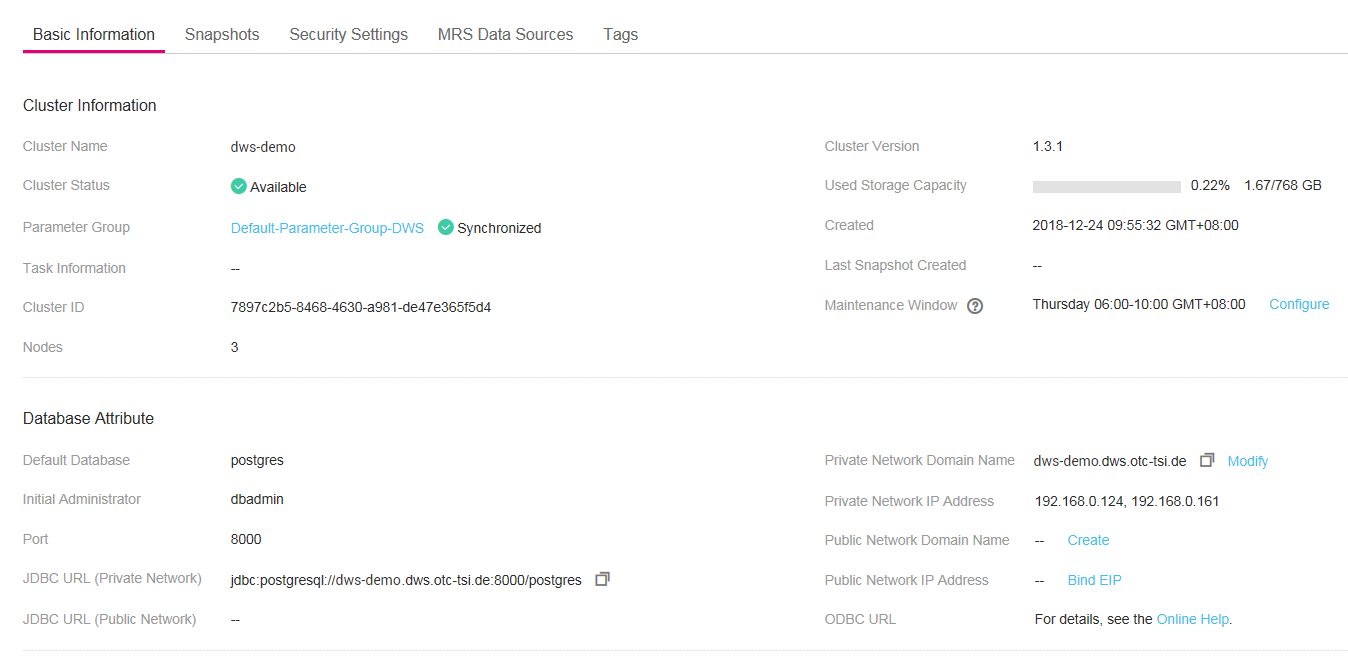 Basic Information Snapshots Security Settings MRS Data Sources Tags
Cluster Information
Cluster Name dws-demo Cluster Version 1.3.1
Cluster Status Available Used Storage Capacity 0.22% 1.67/768 GB
Parameter Group Default-Parameter-Group-DWS Synchronized Created 2018-12-24 09:55:32 GMT+08:00
Task Information -- Last Snapshot Created --
Cluster ID 7897c2b5-8468-4630-a981-de47e365f5d4 Maintenance Window ? Thursday 06:00-10:00 GMT+08:00 Configure
Nodes 3
Database Attribute
Default Database postgres Private Network Domain Name dws-demo.dws.otc-tsi.de Modify
Initial Administrator dbadmin Private Network IP Address 192.168.0.124, 192.168.0.161
Port 8000 Public Network Domain Name -- Create
JDBC URL (Private Network) jdbc:postgresql://dws-demo.dws.otc-tsi.de:8000/postgres Public Network IP Address -- Bind EIP
JDBC URL (Public Network) -- ODBC URL For details, see the Online Help.